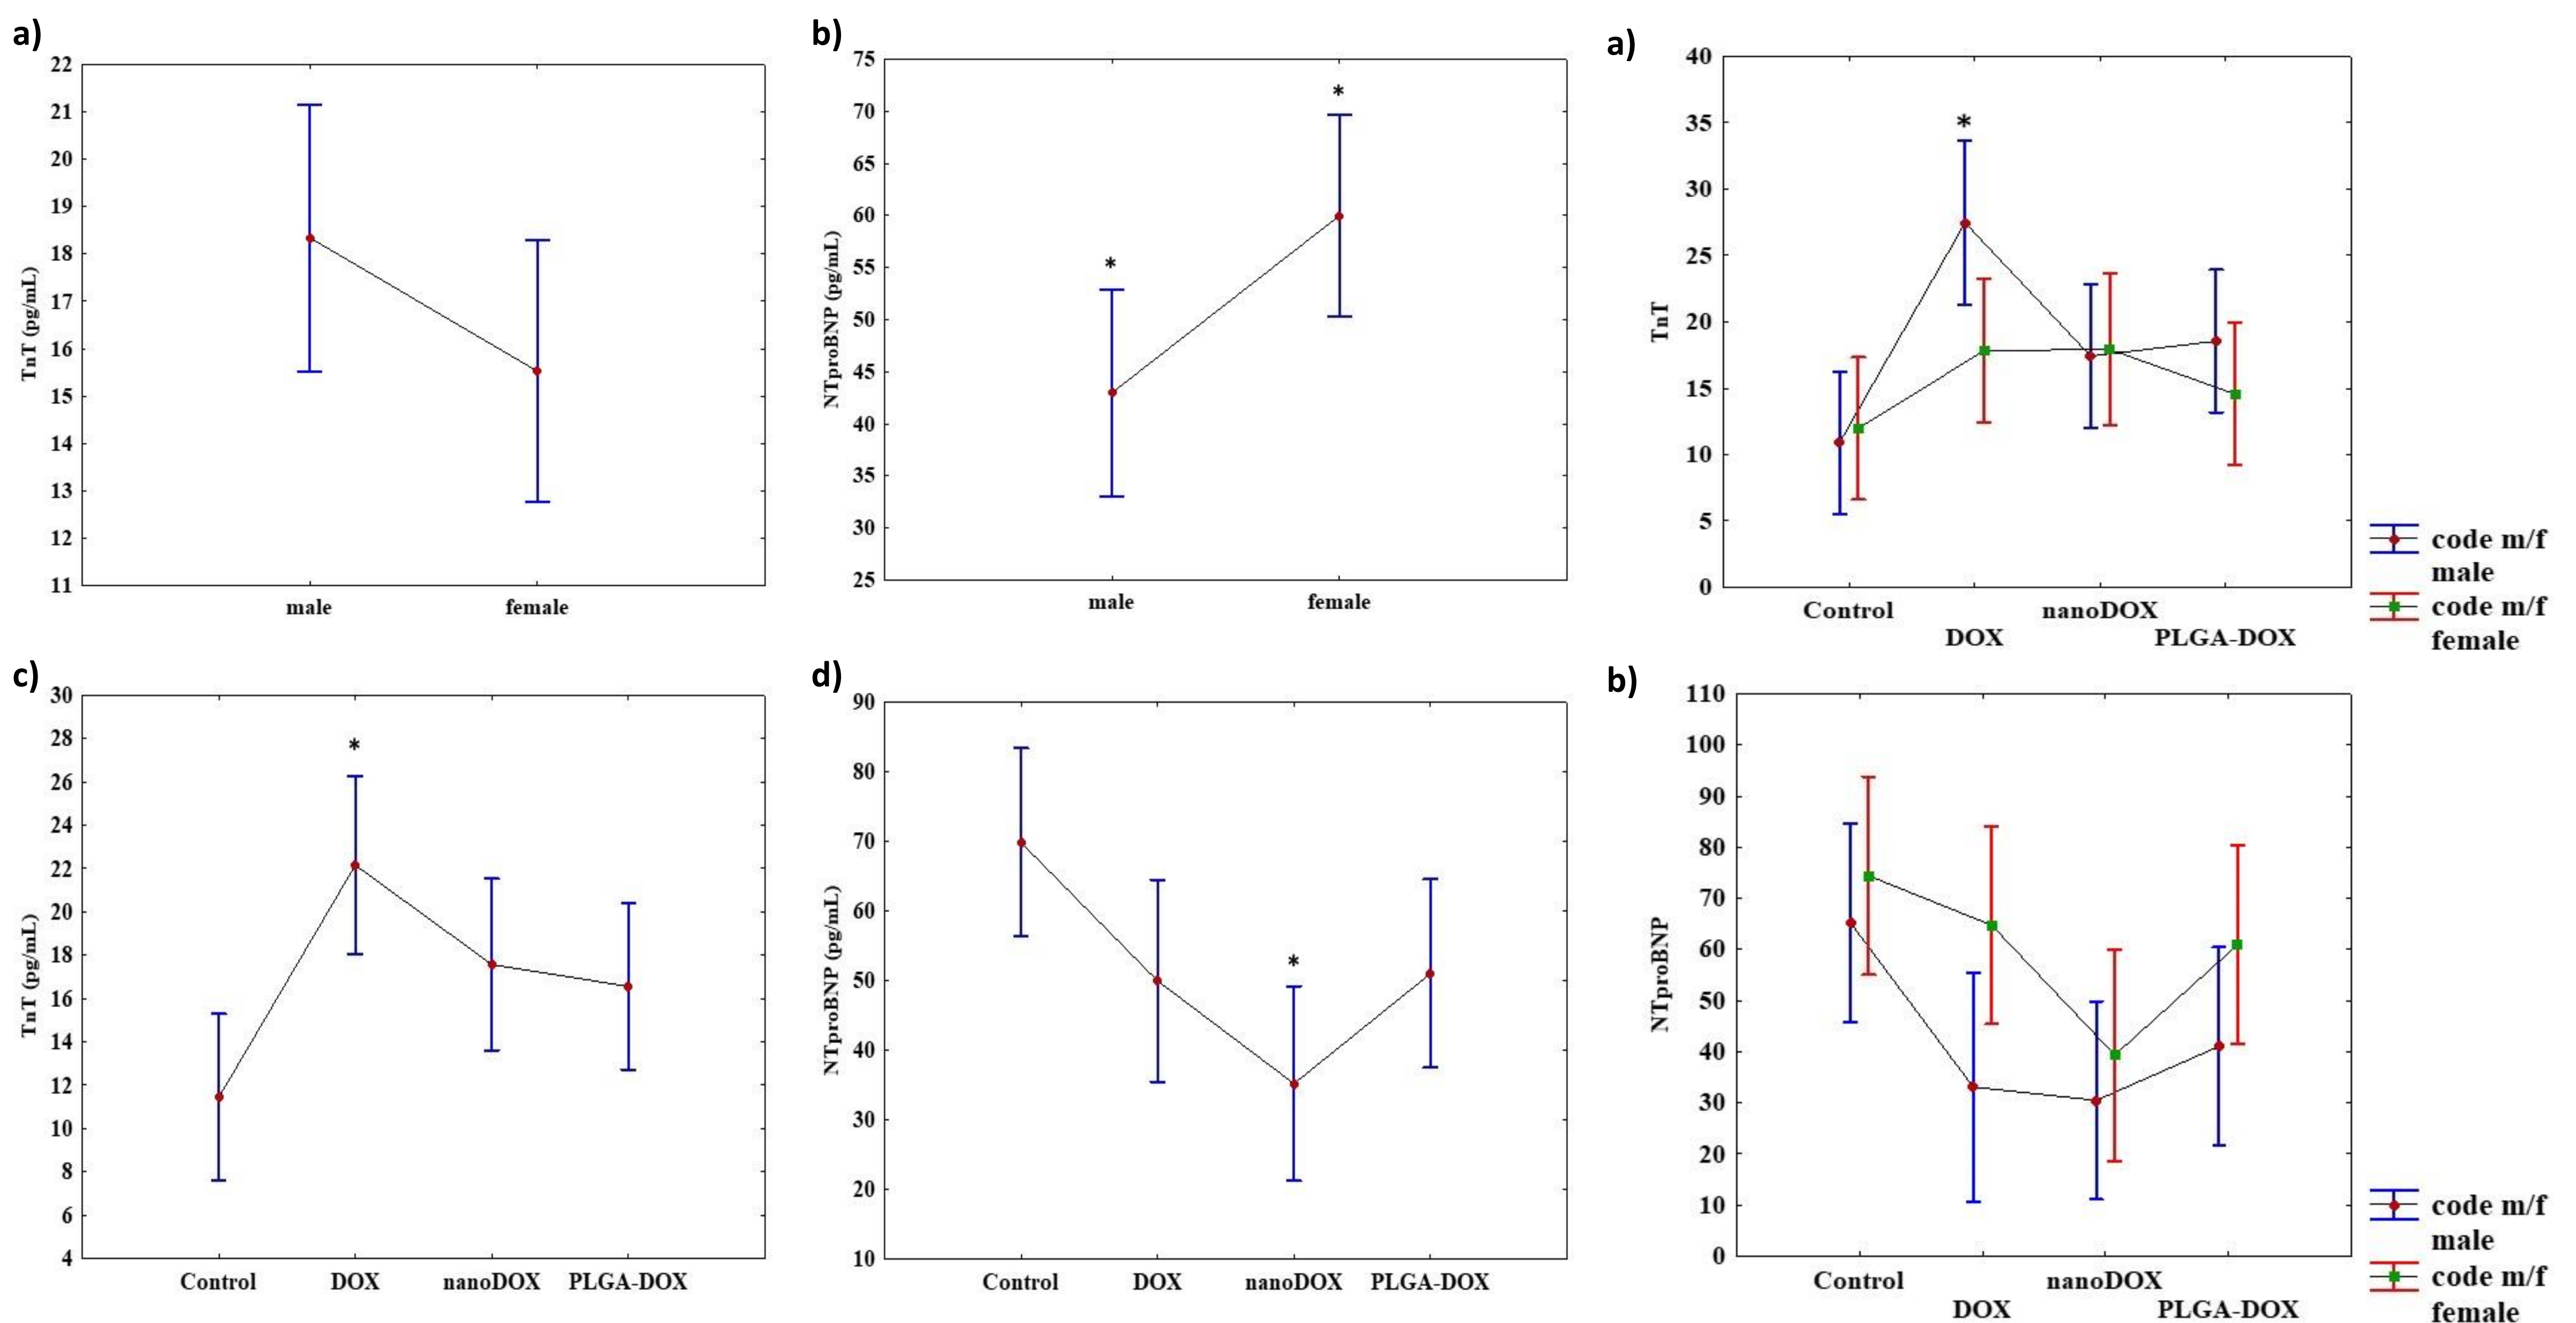 a)
22
21
20
19
18
17
16
15
14
13
12
11
TnT (pg/mL)
male female
b)
75
70
65
60
55
50
45
40
35
30
25
NTproBNP (pg/mL)
*
*
male female
a)
40
35
30
25
20
15
10
5
0
TnT
*
Control nanoDOX
DOX PLGA-DOX
code m/f
male
code m/f
female
c)
30
28
26
24
22
20
18
16
14
12
10
8
6
4
TnT (pg/mL)
*
Control DOX nanoDOX PLGA-DOX
d)
90
80
70
60
50
40
30
20
10
NTproBNP (pg/mL)
*
Control DOX nanoDOX PLGA-DOX
b)
110
100
90
80
70
60
50
40
30
20
10
0
NTproBNP
Control nanoDOX
DOX PLGA-DOX
code m/f
male
code m/f
female